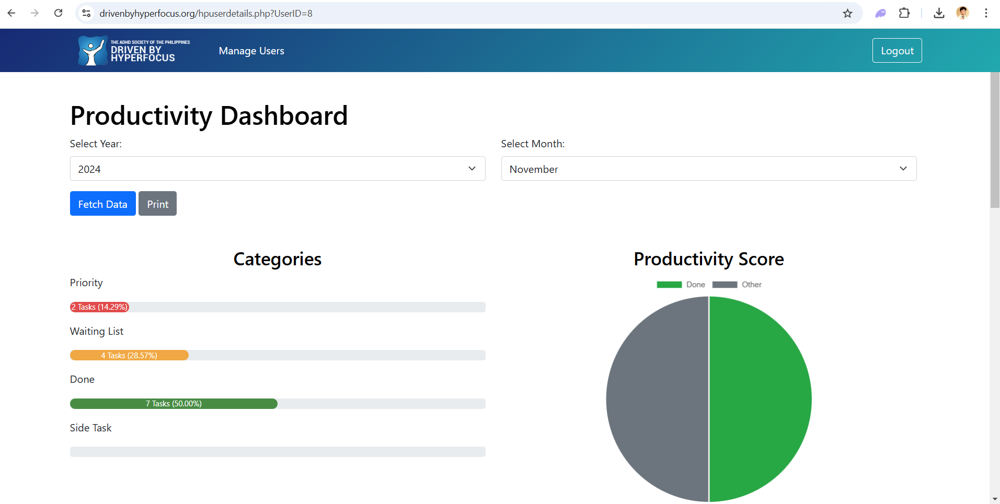 drivenbyhyperfocus.org/hpuserdetails.php?UserID=8
THE ADHD SOCIETY OF THE PHILIPPINES
DRIVEN BY
HYPERFOCUS
Manage Users
Logout
Productivity Dashboard
Select Year:
Select Month:
2024
November
Fetch Data
Print
Categories
Priority
2 Tasks (14.29%)
Waiting List
4 Tasks (28.57%)
Done
7 Tasks (50.00%)
Side Task
Productivity Score
Done
Other